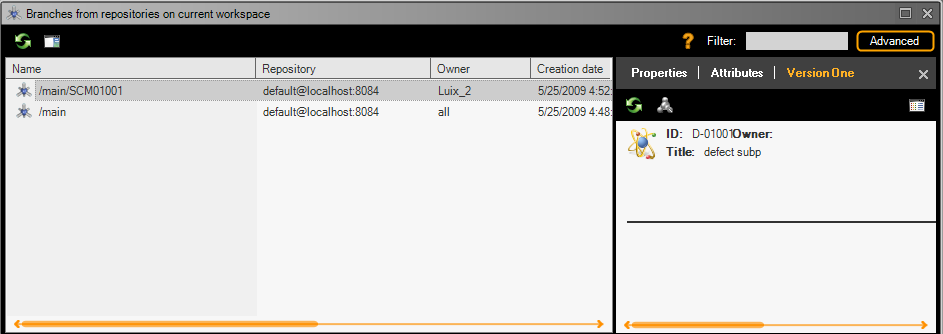 Branches from repositories on current workspace
? Filter: Advanced
Name Repository Owner Creation date
/main/SCM01001 default@localhost:8084 Luix_2 5/25/2009 4:52:
/main default@localhost:8084 all 5/25/2009 4:48:
Properties Attributes Version One
ID: D-01001Owner:
Title: defect subp